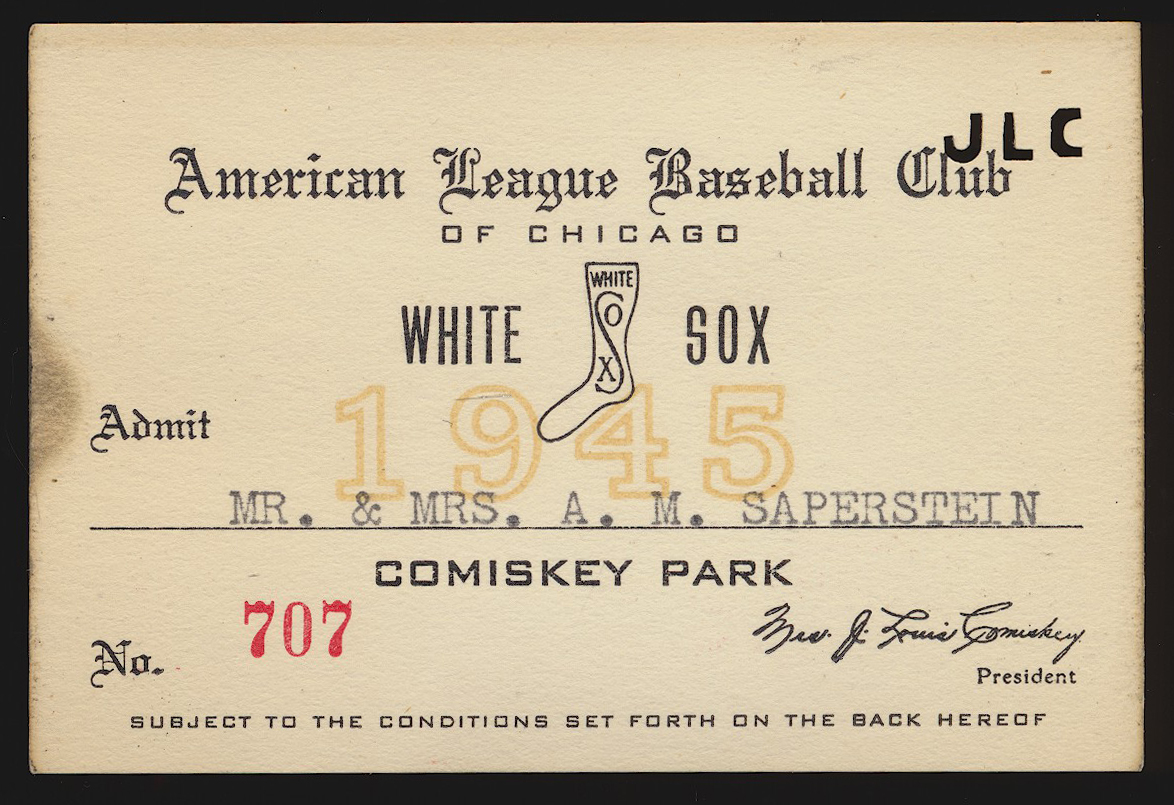 JLC
American League Baseball Club
OF CHICAGO
WHITE
SOX
WHITE SOX
1945
Admit
MR. & MRS. A. M. SAPERSTEIN
COMISKEY PARK
No. 707
Mrs. J. Louis Comiskey
President
SUBJECT TO THE CONDITIONS SET FORTH ON THE BACK HEREOF